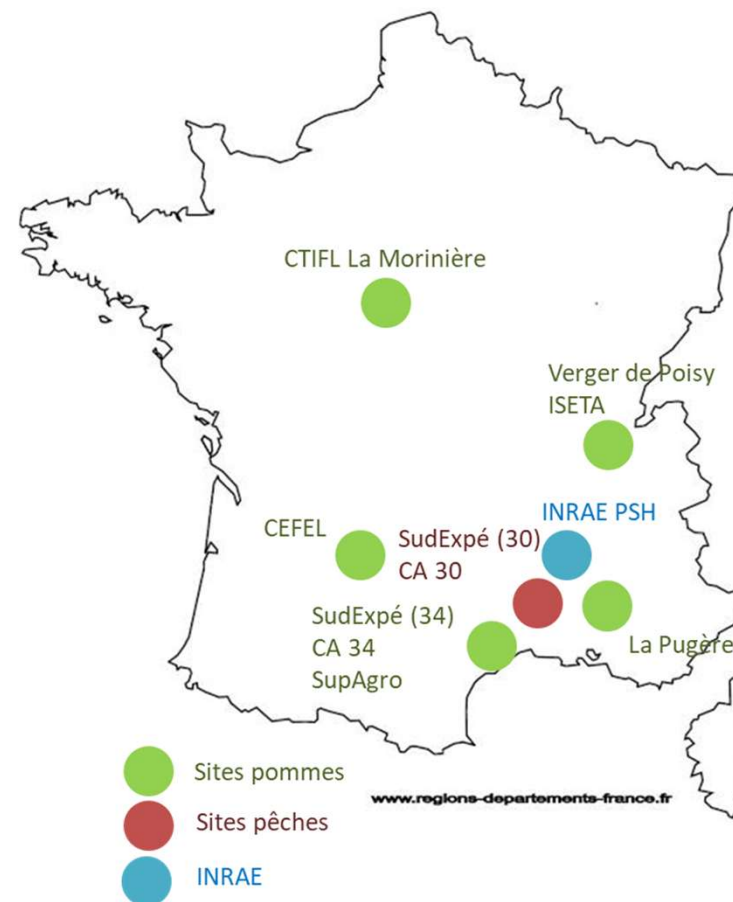 CTIFL La Morinière
Verger de Poisy
ISETA
INRAE PSH
CEFEL
SudExpé (30)
CA 30
SudExpé (34)
CA 34
SupAgro
La Pugère
Sites pommes
www.regions-departements-france.fr
Sites pêches
INRAE